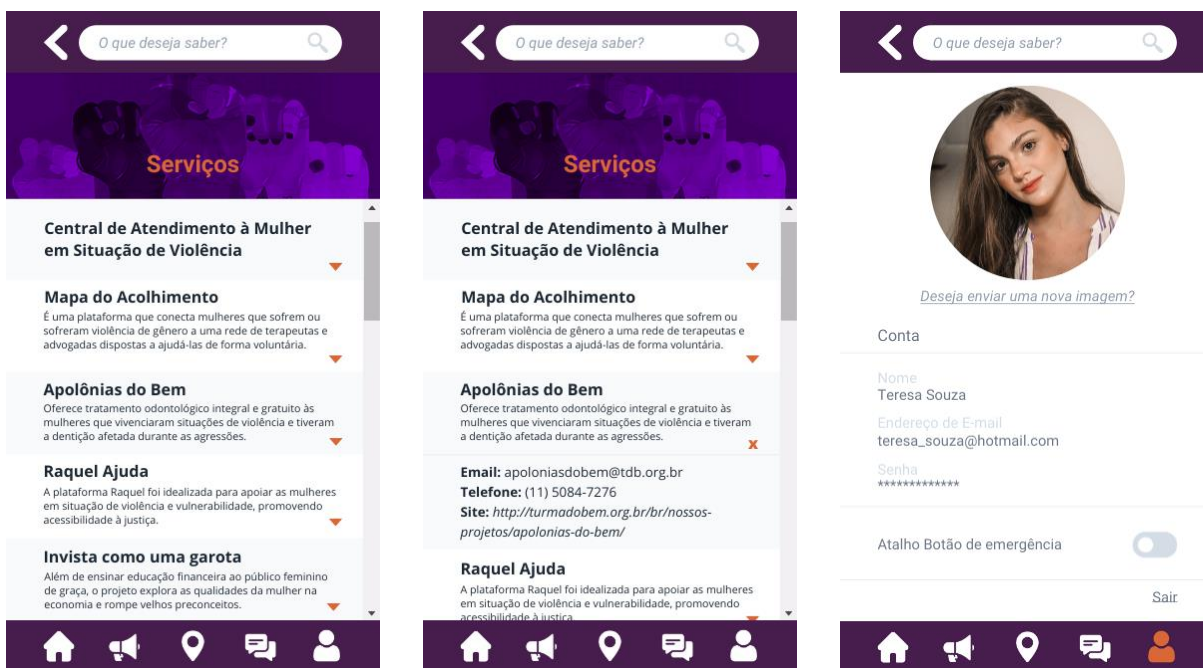 O que deseja saber?
Serviços
Central de Atendimento à Mulher
em Situação de Violência
Mapa do Acolhimento
É uma plataforma que conecta mulheres que sofrem ou
sofreram violência de gênero a uma rede de terapeutas e
advogadas dispostas a ajudá-las de forma voluntária.
Apolônias do Bem
Oferece tratamento odontológico integral e gratuito às
mulheres que vivenciaram situações de violência e tiveram
a dentição afetada durante as agressões.
Raquel Ajuda
A plataforma Raquel foi idealizada para apoiar as mulheres
em situação de violência e vulnerabilidade, promovendo
acessibilidade à justiça.
Invista como uma garota
Além de ensinar educação financeira ao público feminino
de graça, o projeto explora as qualidades da mulher na
economia e rompe velhos preconceitos.
O que deseja saber?
Serviços
Central de Atendimento à Mulher
em Situação de Violência
Mapa do Acolhimento
É uma plataforma que conecta mulheres que sofrem ou
sofreram violência de gênero a uma rede de terapeutas e
advogadas dispostas a ajudá-las de forma voluntária.
Apolônias do Bem
Oferece tratamento odontológico integral e gratuito às
mulheres que vivenciaram situações de violência e tiveram
a dentição afetada durante as agressões.
x
Email: apoloniasdobem@tdb.org.br
Telefone: (11) 5084-7276
Site: http://turmadobem.org.br/br/nossos-
projetos/apolonias-do-bem/
Raquel Ajuda
A plataforma Raquel foi idealizada para apoiar as mulheres
em situação de violência e vulnerabilidade, promovendo
acessibilidade à justiça.
O que deseja saber?
Deseja enviar uma nova imagem?
Conta
Nome
Teresa Souza
Endereço de E-mail
teresa_souza@hotmail.com
Senha
*************
Atalho Botão de emergência
Sair